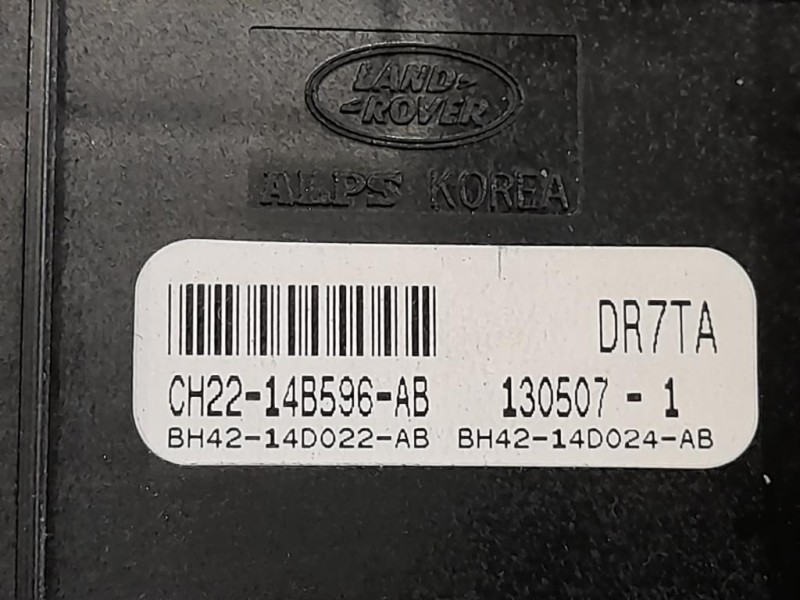 LAND
ROVER
ALPS KOREA
DR7TA
CH22-14B596-AB 130507 - 1
BH42-14D022-AB BH42-14D024-AB